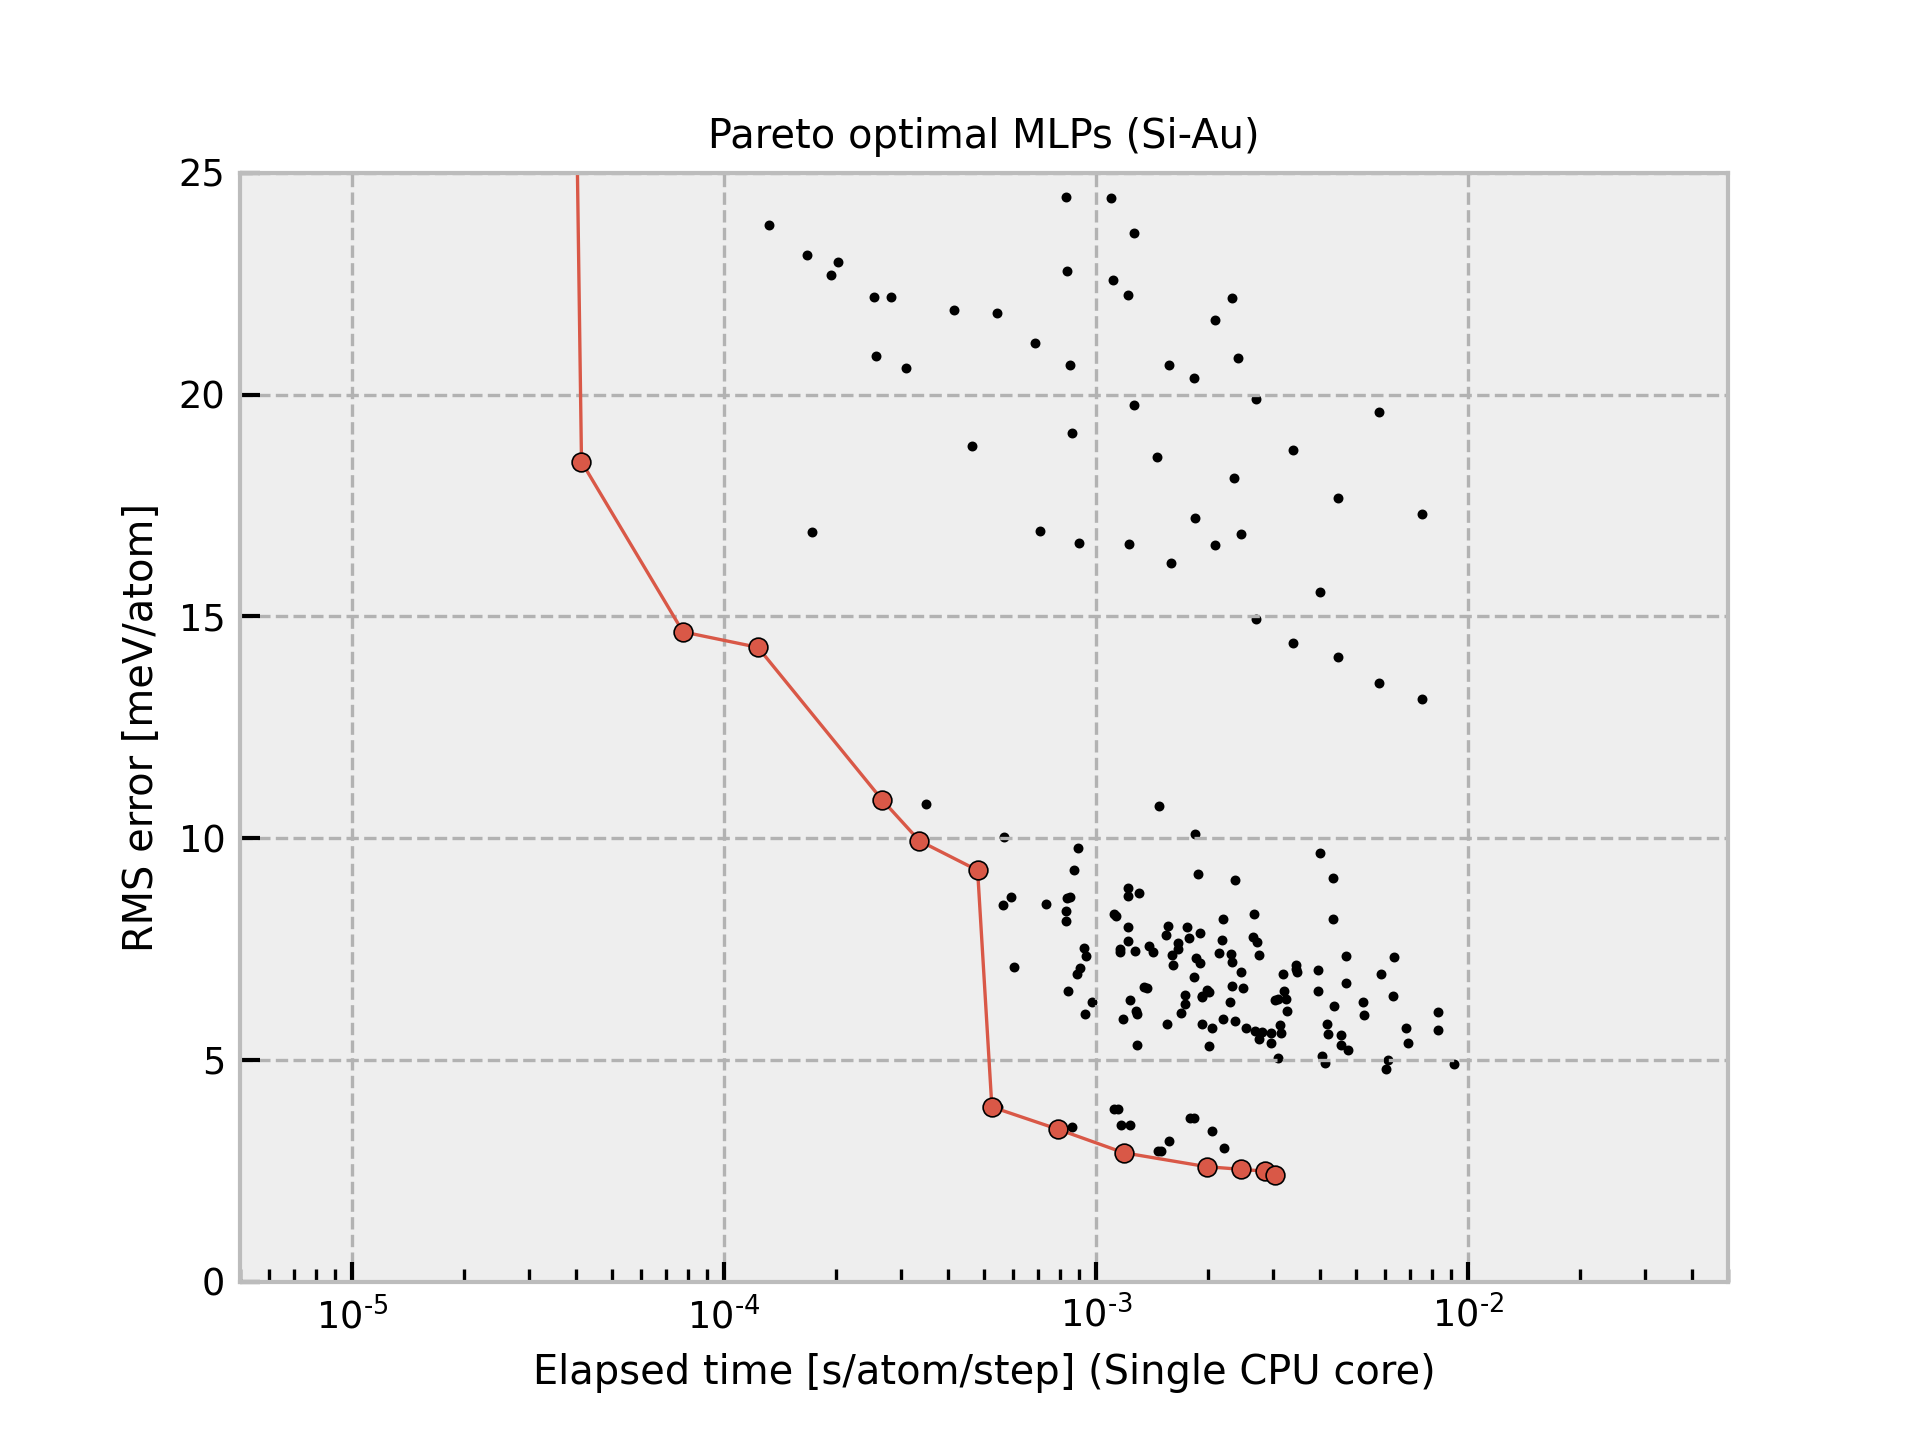 Pareto optimal MLPs (Si-Au)
25
20
15
10
5
0
RMS error [meV/atom]
10-5 10-4 10-3 10-2
Elapsed time [s/atom/step] (Single CPU core)